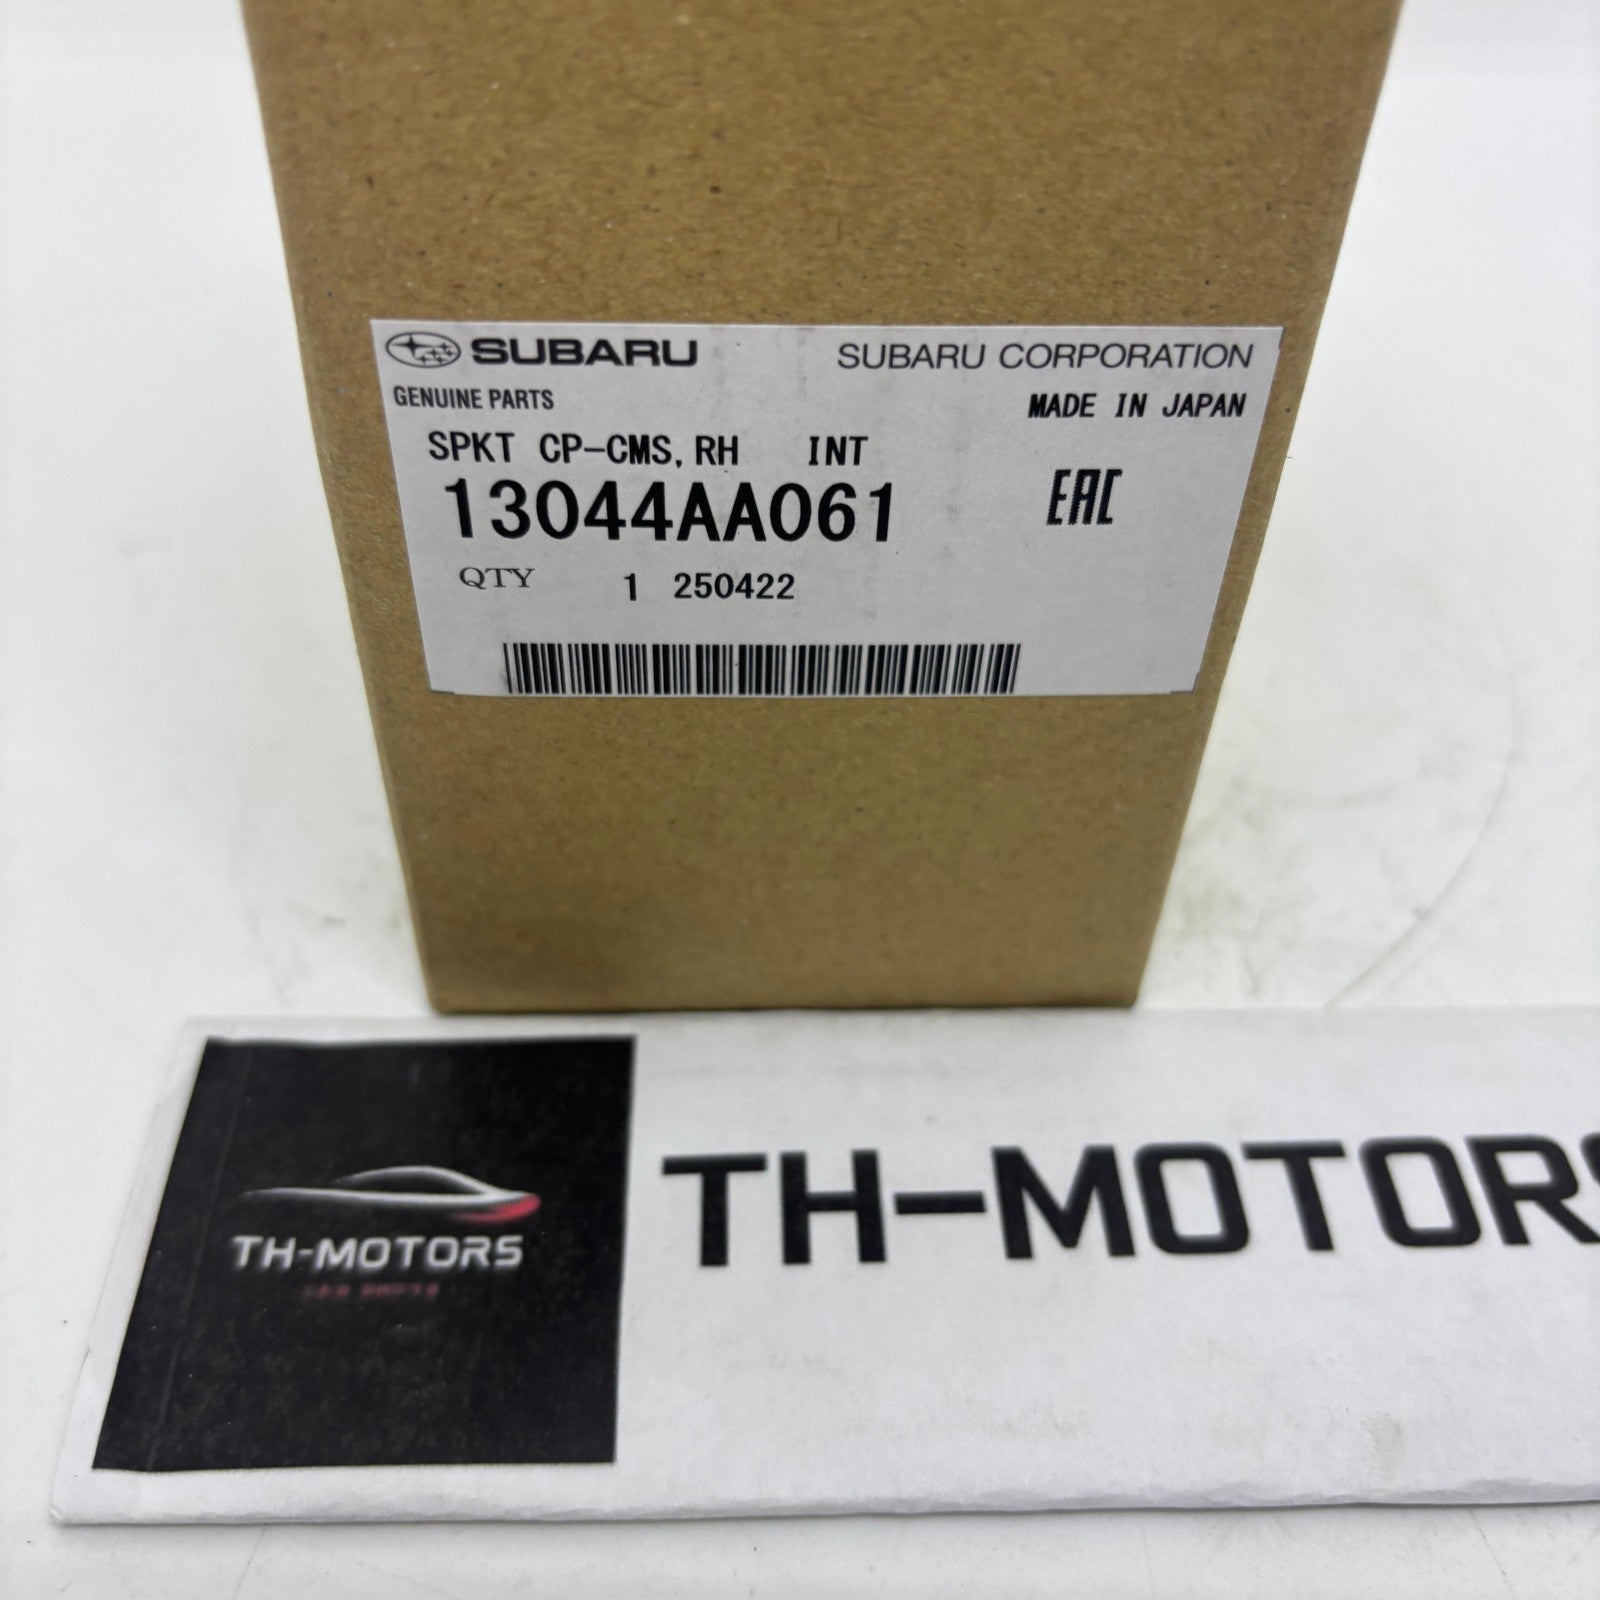 SUBARU SUBARU CORPORATION
GENUINE PARTS MADE IN JAPAN
SPKT CP-CMS,RH INT
13044AA061 EAC
QTY 1 250422
TH-MOTORS
TH-MOTORS